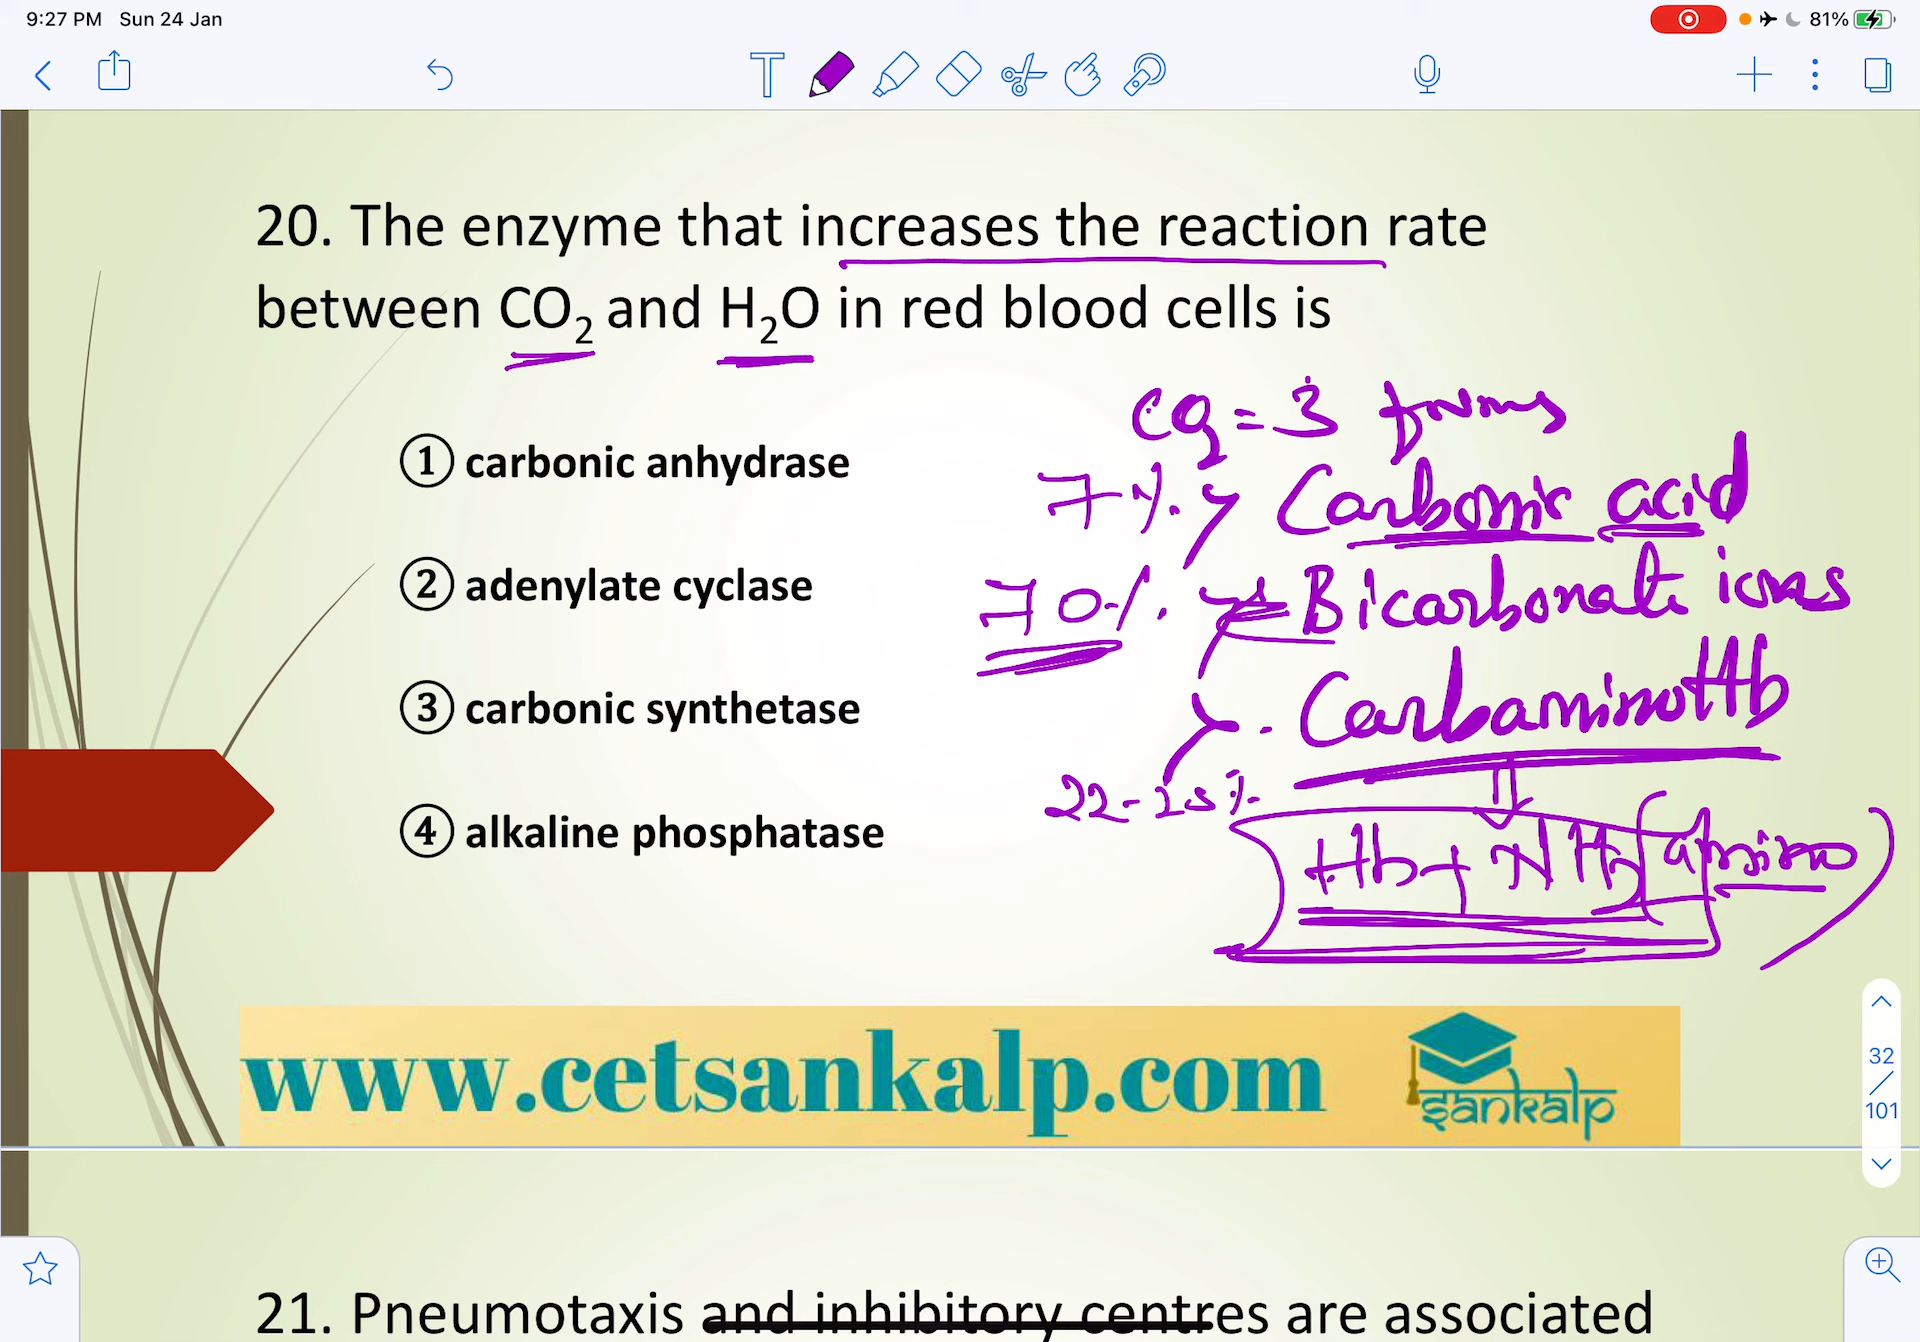 9:27 PM Sun 24 Jan
81%
20. The enzyme that increases the reaction rate
between CO₂ and H₂O in red blood cells is
① carbonic anhydrase
② adenylate cyclase
③ carbonic synthetase
④ alkaline phosphatase
CO₂ = 3 forms
7% Carbonic acid
70% Bicarbonate ions
CarbaminoHb
22-25%
Hb + NH₂ (amino)
www.cetsankalp.com
sankalp
32
101
21. Pneumotaxis and inhibitory centres are associated